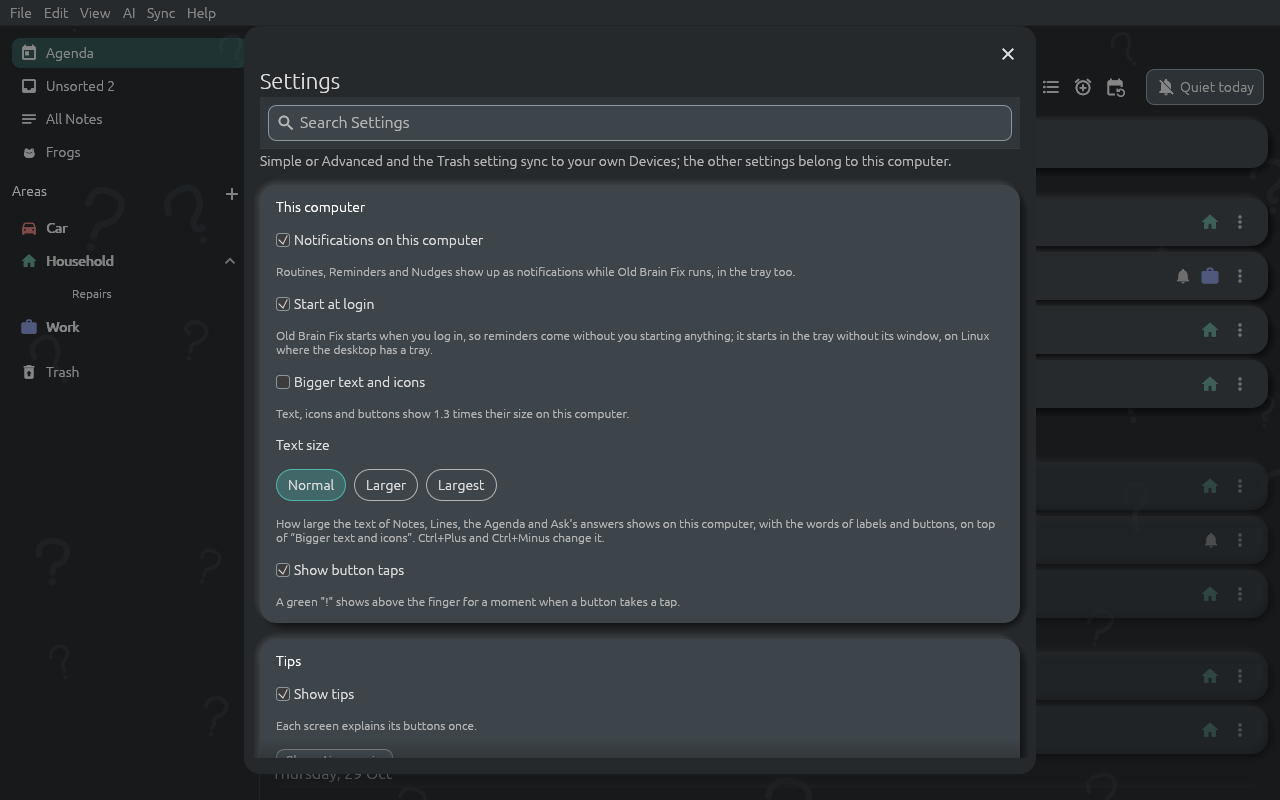 File Edit View AI Sync Help
Agenda
Unsorted 2
All Notes
Frogs
Areas
Car
Household
Repairs
Work
Trash
Quiet today
Settings
Search Settings
Simple or Advanced and the Trash setting sync to your own Devices; the other settings belong to this computer.
This computer
Notifications on this computer
Routines, Reminders and Nudges show up as notifications while Old Brain Fix runs, in the tray too.
Start at login
Old Brain Fix starts when you log in, so reminders come without you starting anything; it starts in the tray without its window, on Linux
where the desktop has a tray.
Bigger text and icons
Text, icons and buttons show 1.3 times their size on this computer.
Text size
Normal Larger Largest
How large the text of Notes, Lines, the Agenda and Ask's answers shows on this computer, with the words of labels and buttons, on top
of “Bigger text and icons”. Ctrl+Plus and Ctrl+Minus change it.
Show button taps
A green "!" shows above the finger for a moment when a button takes a tap.
Tips
Show tips
Each screen explains its buttons once.
Thursday, 29 Oct